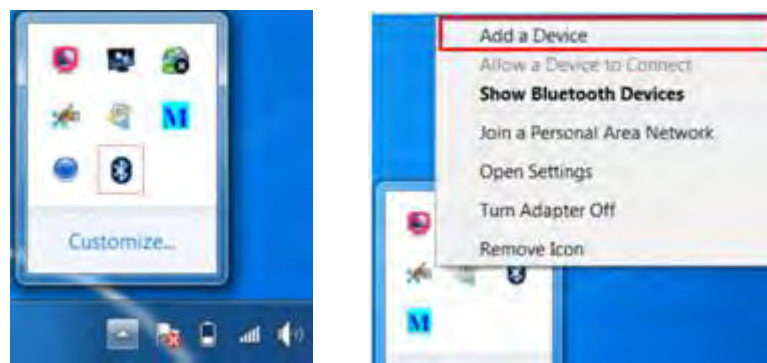 M
Customize...
Add a Device
Allow a Device to Connect
Show Bluetooth Devices
Join a Personal Area Network
Open Settings
Turn Adapter Off
Remove Icon
M